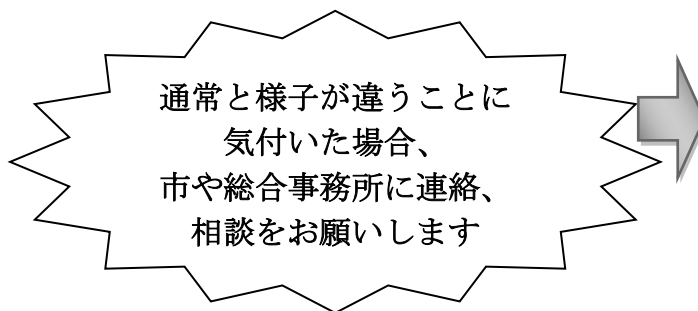 通常と様子が違うことに
気付いた場合、
市や総合事務所に連絡、
相談をお願いします